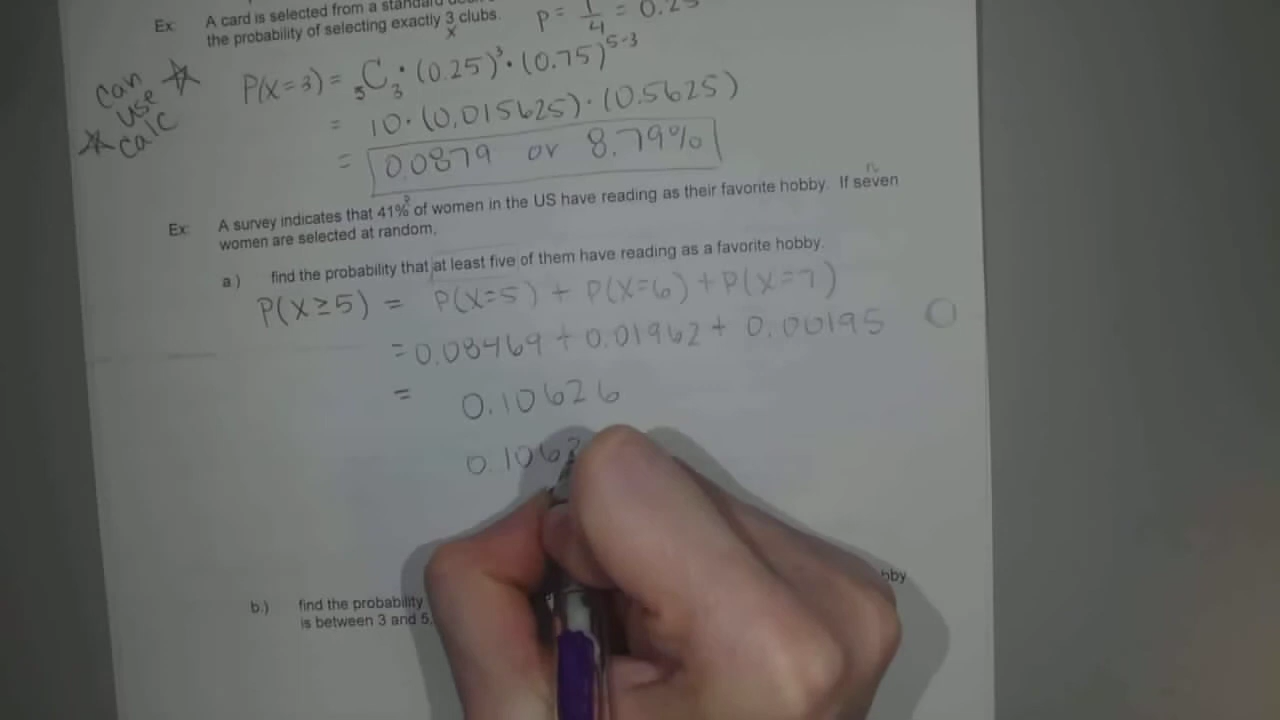 Ex: A card is selected from a standard
the probability of selecting exactly 3 clubs. p = 1/4 = 0.25
x
can use calc
P(X=3) = ₅C₃ · (0.25)³ · (0.75)⁵⁻³
= 10 · (0.015625) · (0.5625)
= 0.0879 or 8.79%
n
Ex: A survey indicates that 41% of women in the US have reading as their favorite hobby. If seven
women are selected at random,
a.) find the probability that at least five of them have reading as a favorite hobby.
P(X≥5) = P(X=5) + P(X=6) + P(X=7)
= 0.08469 + 0.01962 + 0.00195
= 0.10626
0.106
b.) find the probability
is between 3 and 5,